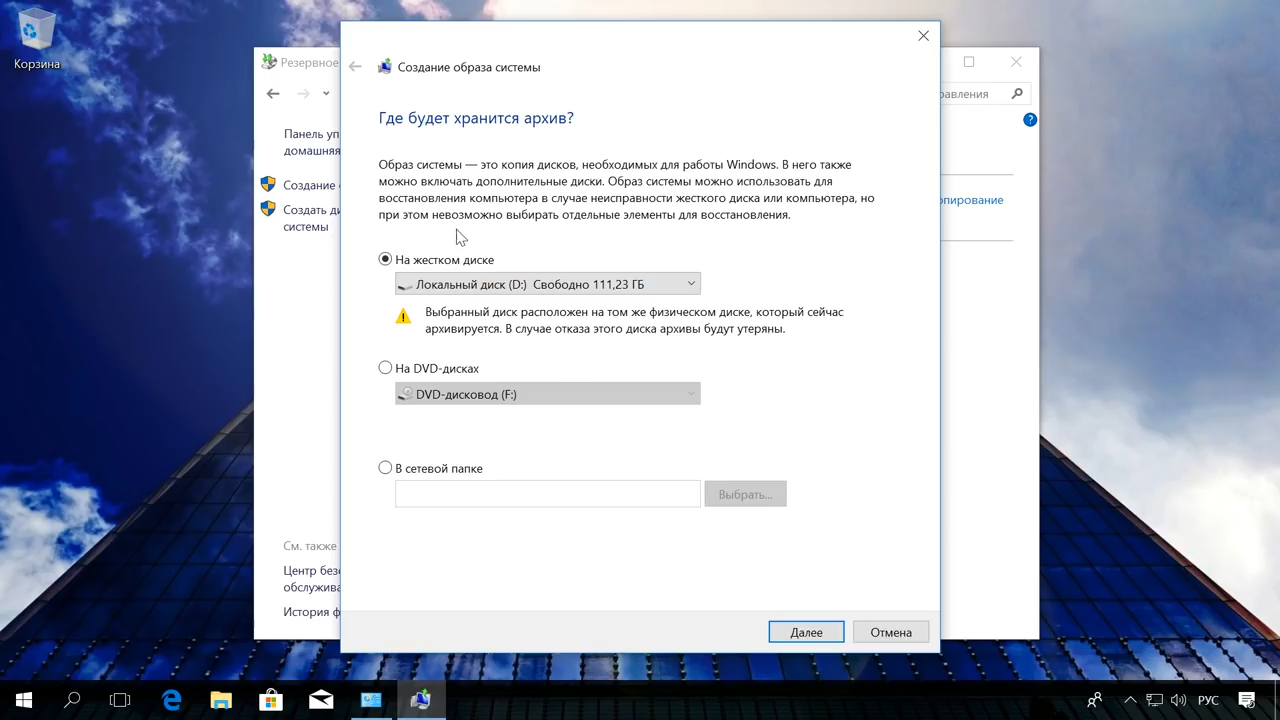 Корзина
Резервное
Создание образа системы
авления
Панель уп
домашняя
Создание
Создать ди
системы
Где будет хранится архив?
Образ системы — это копия дисков, необходимых для работы Windows. В него также
можно включать дополнительные диски. Образ системы можно использовать для
восстановления компьютера в случае неисправности жесткого диска или компьютера, но
при этом невозможно выбирать отдельные элементы для восстановления.
опирование
На жестком диске
Локальный диск (D:) Свободно 111,23 ГБ
Выбранный диск расположен на том же физическом диске, который сейчас
архивируется. В случае отказа этого диска архивы будут утеряны.
На DVD-дисках
DVD-дисковод (F:)
В сетевой папке
Выбрать...
См. также
Центр безо
обслужива
История ф
Далее
Отмена
РУС